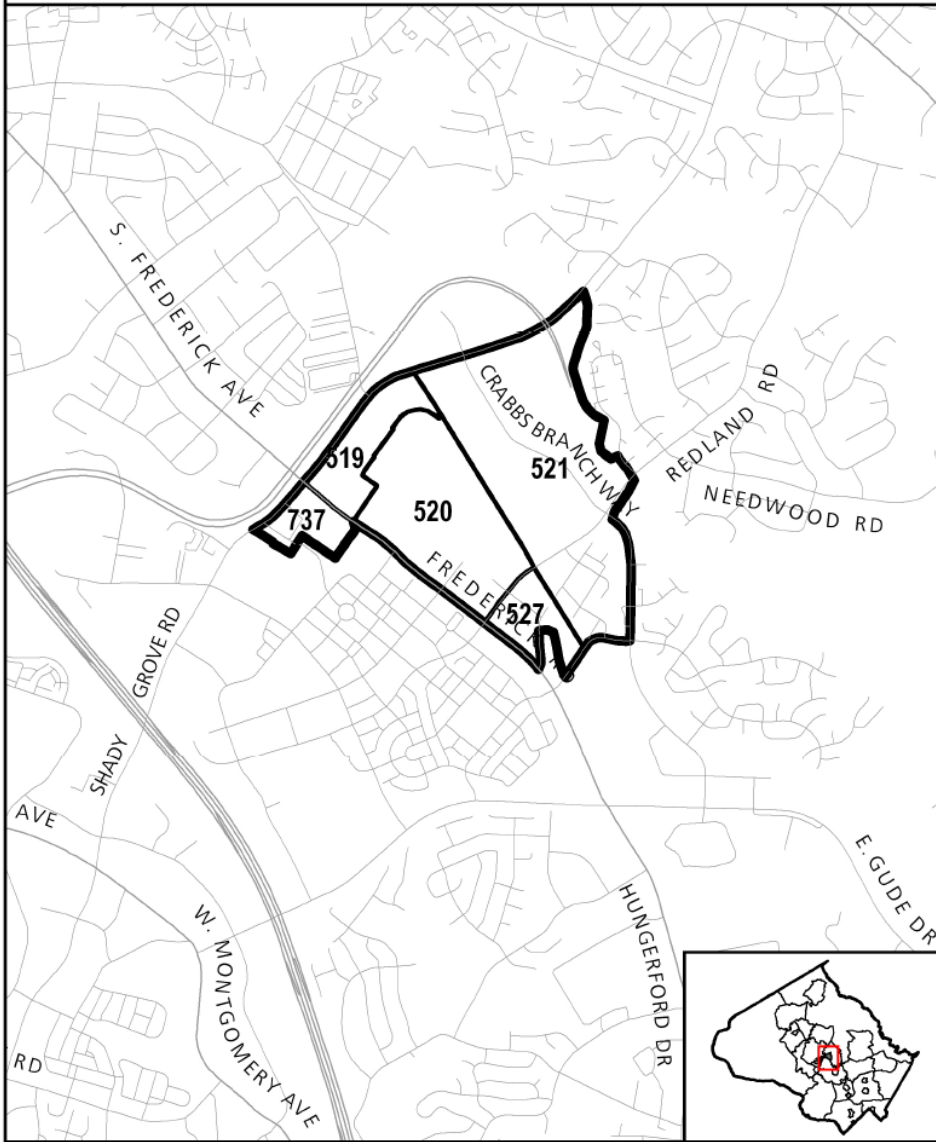 S. FREDERICK AVE
CRABBS BRANCH WAY
REDLAND RD
519
521
NEEDWOOD RD
737
520
527
SHADY GROVE RD
AVE
E. GUDE DR
W. MONTGOMERY AVE
HUNGERFORD DR
RD